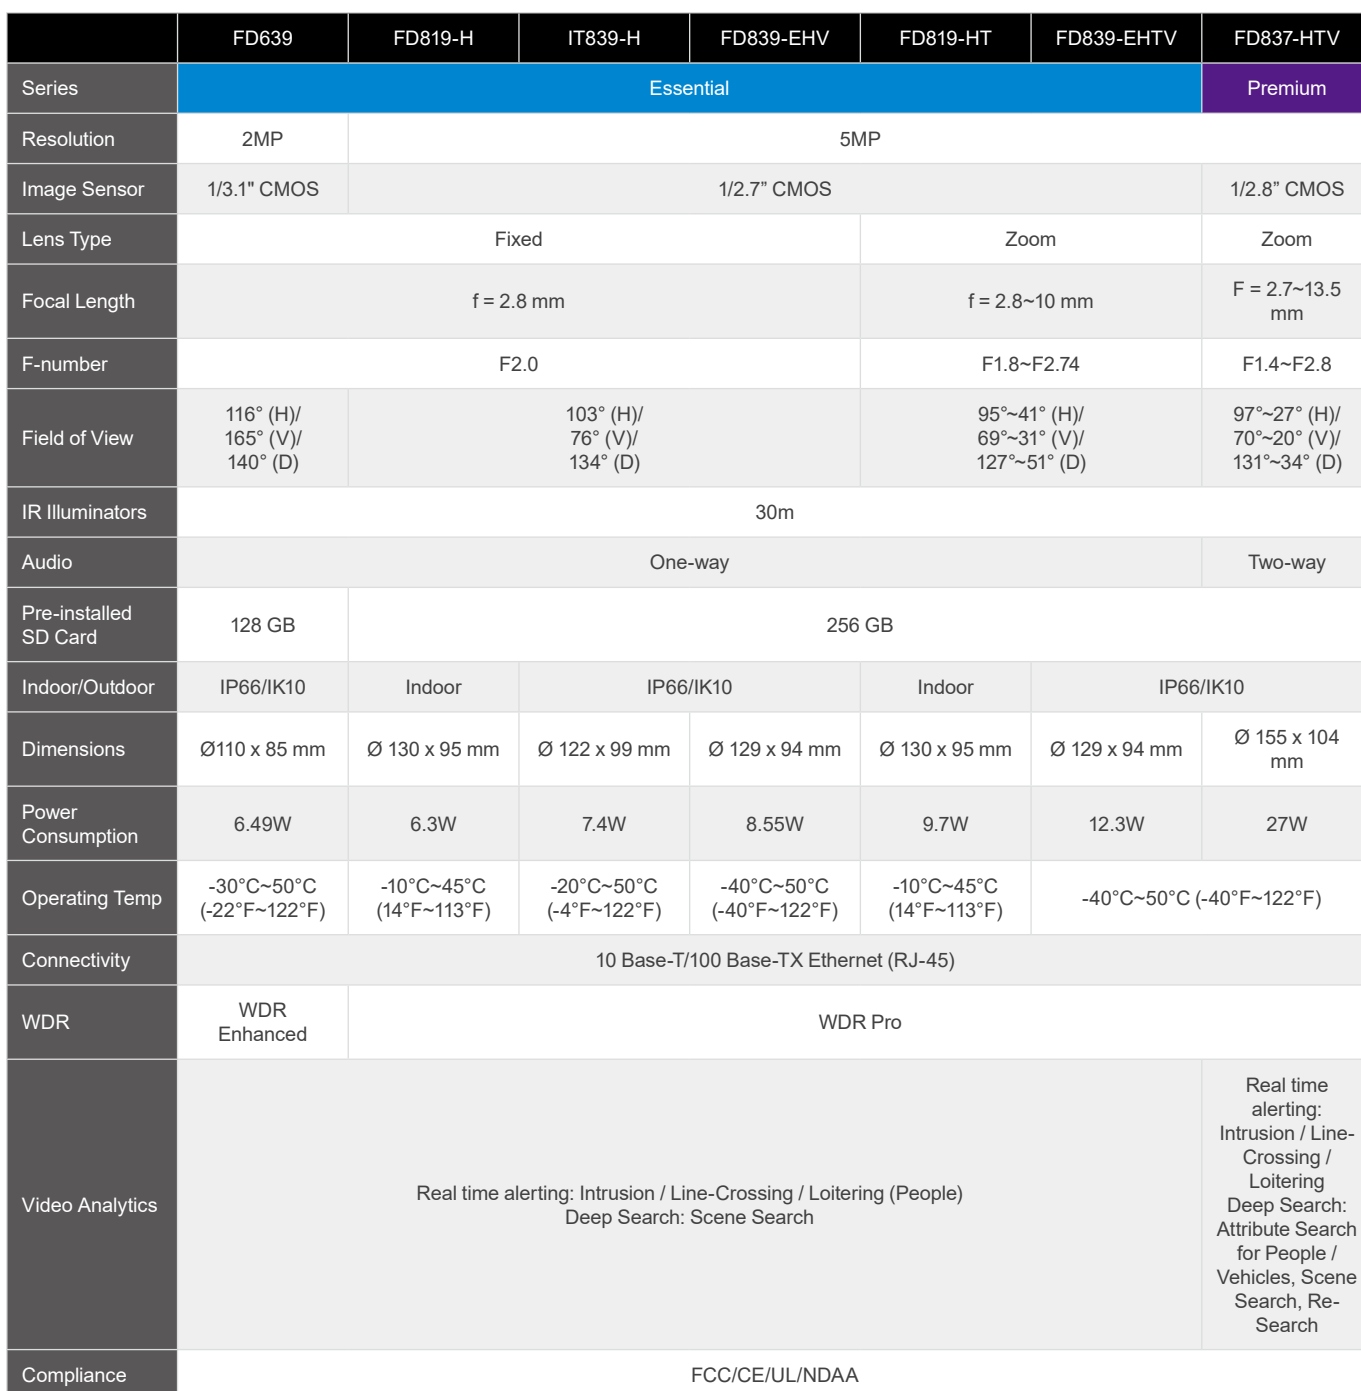 FD639 FD819-H IT839-H FD839-EHV FD819-HT FD839-EHTV FD837-HTV
Series Essential Premium
Resolution 2MP 5MP
Image Sensor 1/3.1" CMOS 1/2.7” CMOS 1/2.8” CMOS
Lens Type Fixed Zoom Zoom
Focal Length f = 2.8 mm f = 2.8~10 mm F = 2.7~13.5
mm
F-number F2.0 F1.8~F2.74 F1.4~F2.8
Field of View
116° (H)/
165° (V)/
140° (D)
103° (H)/
76° (V)/
134° (D)
95°~41° (H)/
69°~31° (V)/
127°~51° (D)
97°~27° (H)/
70°~20° (V)/
131°~34° (D)
IR Illuminators 30m
Audio One-way Two-way
Pre-installed
SD Card
128 GB 256 GB
Indoor/Outdoor IP66/IK10 Indoor IP66/IK10 Indoor IP66/IK10
Dimensions Ø110 x 85 mm Ø 130 x 95 mm Ø 122 x 99 mm Ø 129 x 94 mm Ø 130 x 95 mm Ø 129 x 94 mm Ø 155 x 104
mm
Power
Consumption
6.49W 6.3W 7.4W 8.55W 9.7W 12.3W 27W
Operating Temp
-30°C~50°C
(-22°F~122°F)
-10°C~45°C
(14°F~113°F)
-20°C~50°C
(-4°F~122°F)
-40°C~50°C
(-40°F~122°F)
-10°C~45°C
(14°F~113°F)
-40°C~50°C (-40°F~122°F)
Connectivity 10 Base-T/100 Base-TX Ethernet (RJ-45)
WDR
WDR
Enhanced
WDR Pro
Video Analytics
Real time alerting: Intrusion / Line-Crossing / Loitering (People)
Deep Search: Scene Search
Real time
alerting:
Intrusion / Line-
Crossing /
Loitering
Deep Search:
Attribute Search
for People /
Vehicles, Scene
Search, Re-
Search
Compliance FCC/CE/UL/NDAA